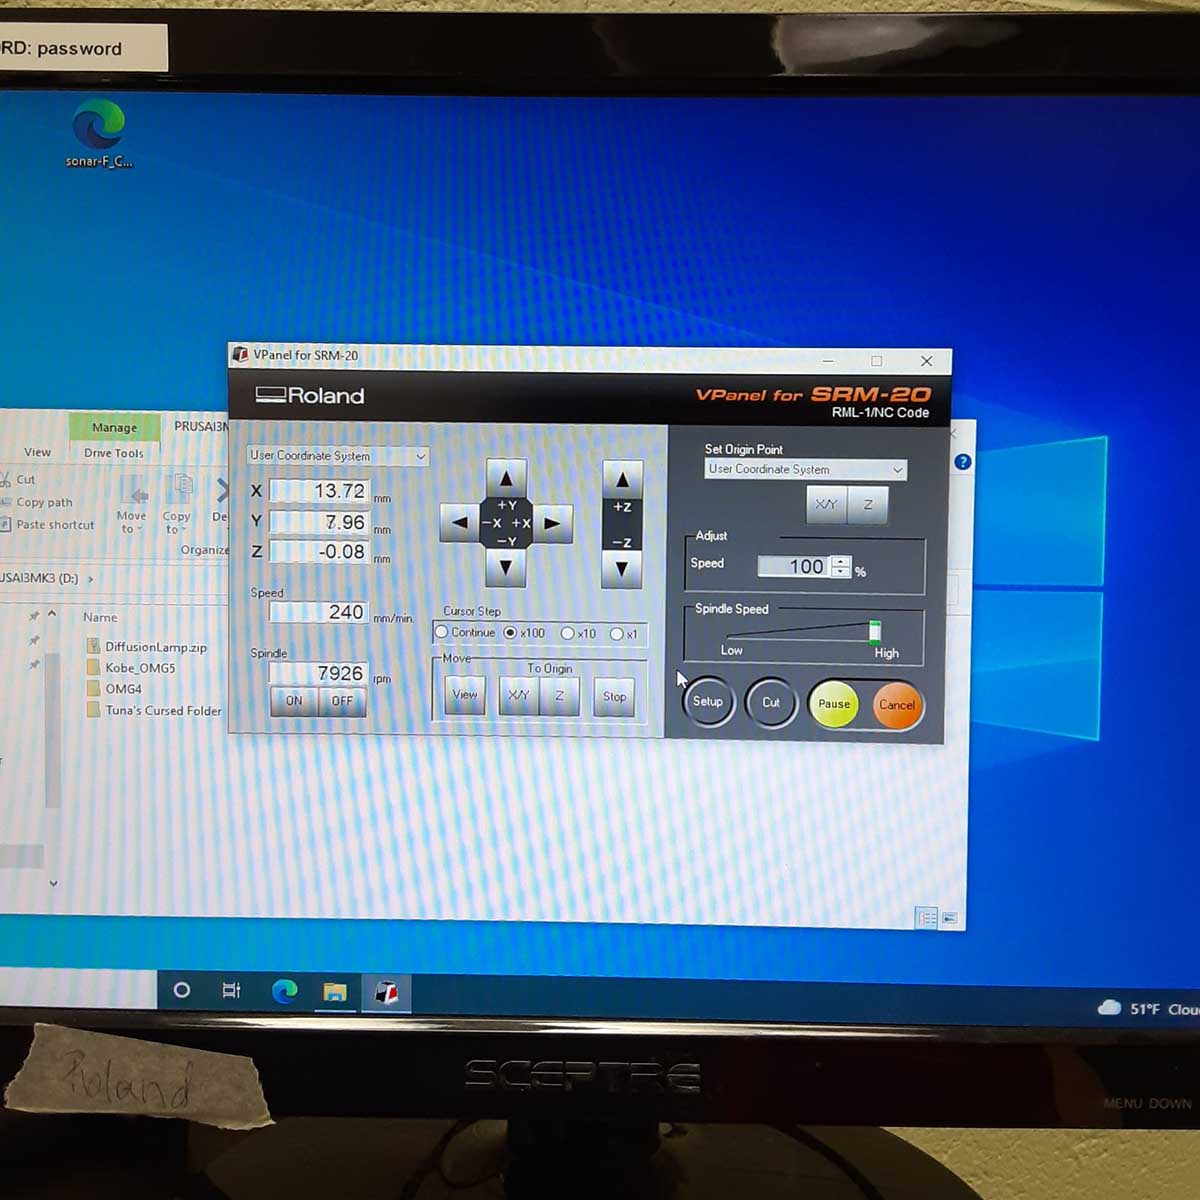 RD: password
sonar-F_C...
VPanel for SRM-20
Roland
VPanel for SRM-20
RML-1/NC Code
Manage
PRUSAI3M
View
Drive Tools
Cut
Copy path
Paste shortcut
Move to
Copy to
De
Organize
USAI3MK3 (D:)
Name
DiffusionLamp.zip
Kobe_OMG5
OMG4
Tuna's Cursed Folder
User Coordinate System
X 13.72 mm
Y 7.96 mm
Z -0.08 mm
Speed
240 mm/min.
Spindle
7926 rpm
ON OFF
+Y
-X +X
-Y
+Z
-Z
Cursor Step
Continue x100 x10 x1
Move
To Origin
View X/Y Z Stop
Set Origin Point
User Coordinate System
X/Y Z
Adjust
Speed 100 %
Spindle Speed
Low High
Setup Cut Pause Cancel
?
51°F Clou
Roland
SCEPTRE
MENU DOWN